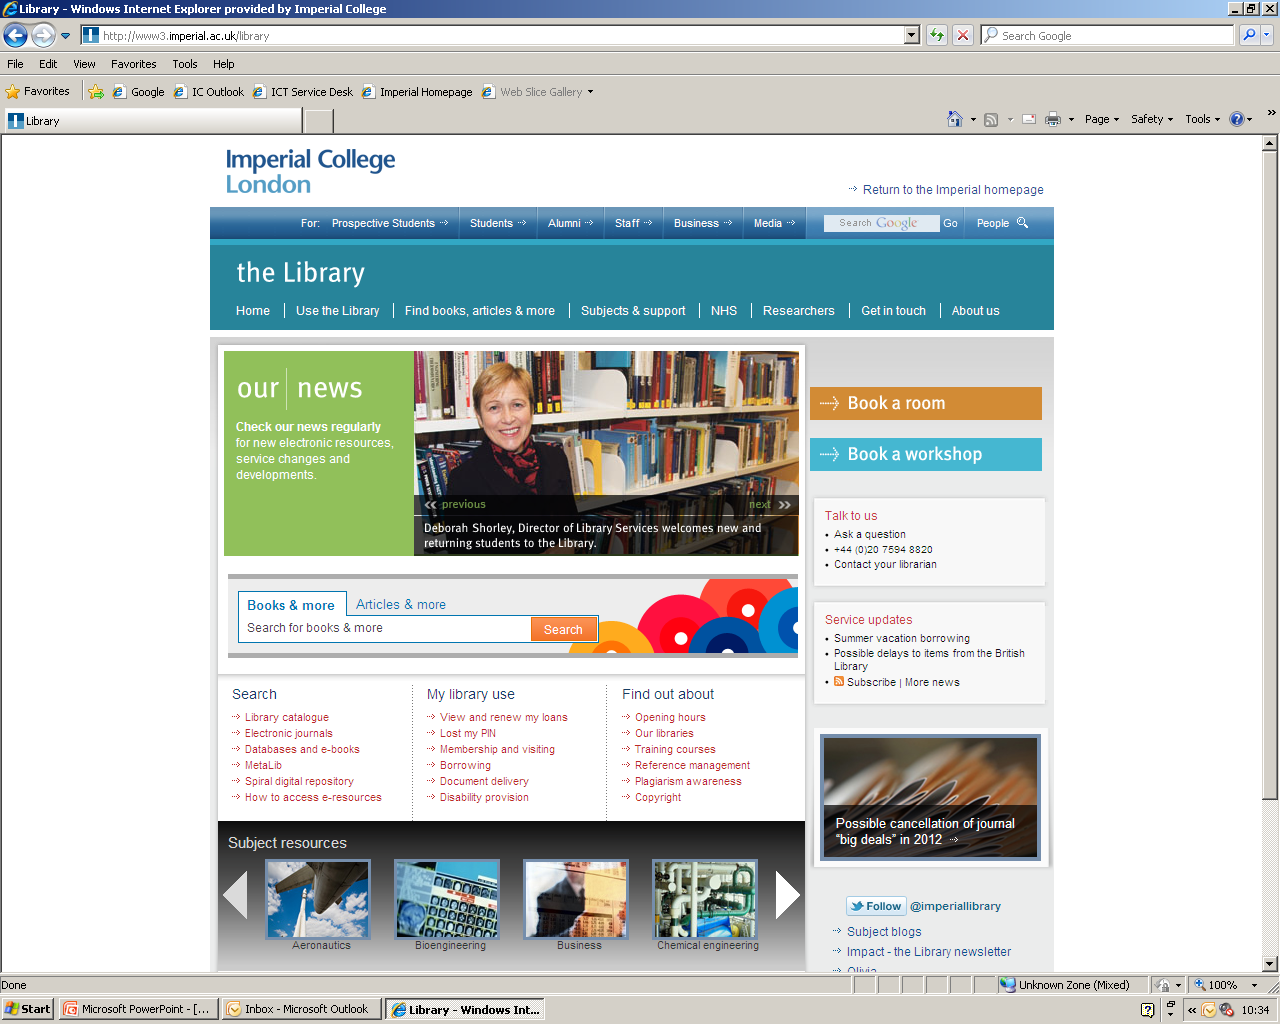 Library - Windows Internet Explorer provided by Imperial College
http://www3.imperial.ac.uk/library
Search Google
File Edit View Favorites Tools Help
Favorites Google IC Outlook ICT Service Desk Imperial Homepage Web Slice Gallery
Library
Page Safety Tools
Imperial College
London
Return to the Imperial homepage
For: Prospective Students Students Alumni Staff Business Media Search Google Go People
the Library
Home Use the Library Find books, articles & more Subjects & support NHS Researchers Get in touch About us
our news
Check our news regularly
for new electronic resources,
service changes and
developments.
previous next
Deborah Shorley, Director of Library Services welcomes new and
returning students to the Library.
Book a room
Book a workshop
Talk to us
• Ask a question
• +44 (0)20 7594 8820
• Contact your librarian
Service updates
• Summer vacation borrowing
• Possible delays to items from the British
Library
• Subscribe | More news
Books & more Articles & more
Search for books & more Search
Search
Library catalogue
Electronic journals
Databases and e-books
MetaLib
Spiral digital repository
How to access e-resources
My library use
View and renew my loans
Lost my PIN
Membership and visiting
Borrowing
Document delivery
Disability provision
Find out about
Opening hours
Our libraries
Training courses
Reference management
Plagiarism awareness
Copyright
Possible cancellation of journal
"big deals" in 2012
Subject resources
Aeronautics Bioengineering Business Chemical engineering
Follow @imperiallibrary
Subject blogs
Impact - the Library newsletter
Olivia
Done Unknown Zone (Mixed) 100%
Start Microsoft PowerPoint - [... Inbox - Microsoft Outlook Library - Windows Int... 10:34